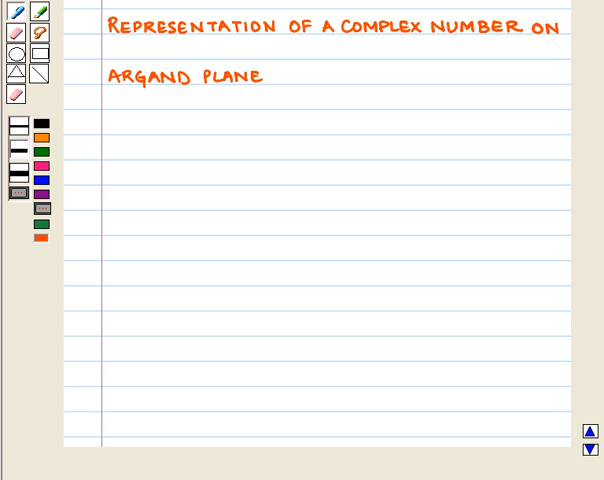 REPRESENTATION OF A COMPLEX NUMBER ON
ARGAND PLANE